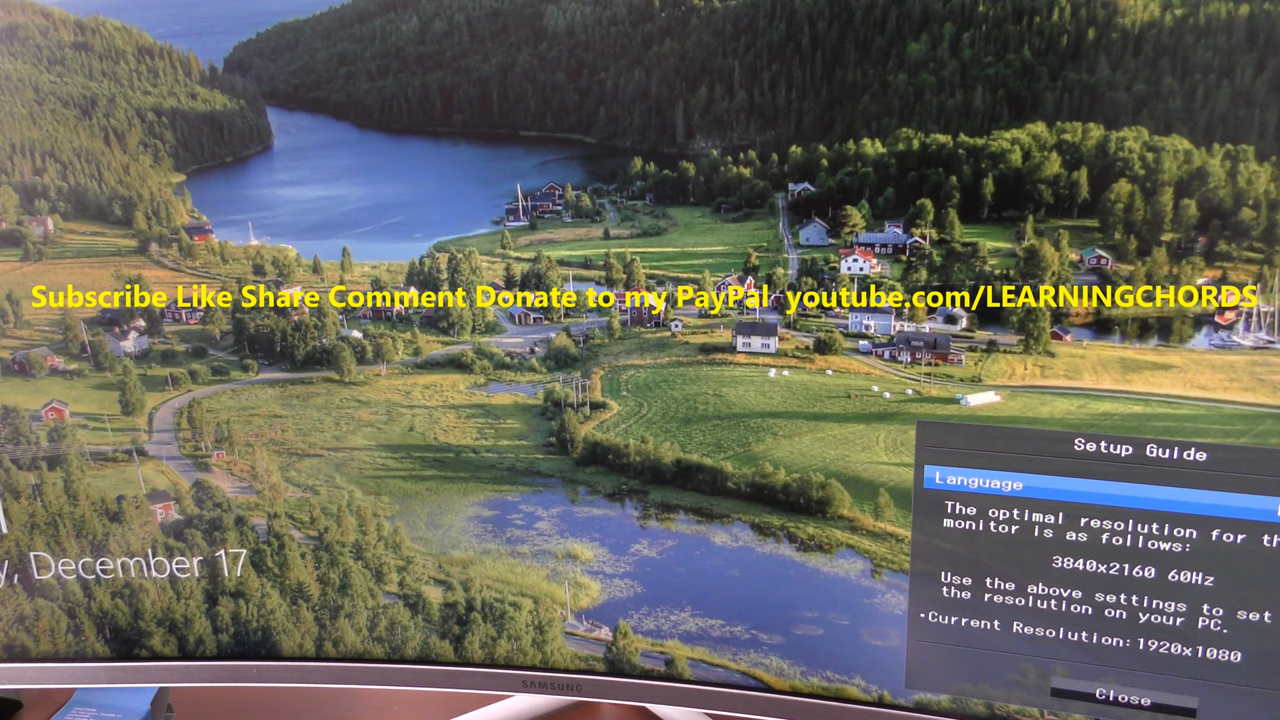 Subscribe Like Share Comment Donate to my PayPal youtube.com/LEARNINGCHORDS
Setup Guide
Language
The optimal resolution for th
monitor is as follows:
3840x2160 60Hz
Use the above settings to set
the resolution on your PC.
•Current Resolution:1920x1080
Close
y, December 17
SAMSUNG